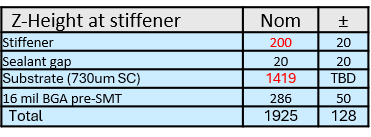 Z-Height at stiffener Nom ±
Stiffener 200 20
Sealant gap 20 20
Substrate (730um SC) 1419 TBD
16 mil BGA pre-SMT 286 50
Total 1925 128